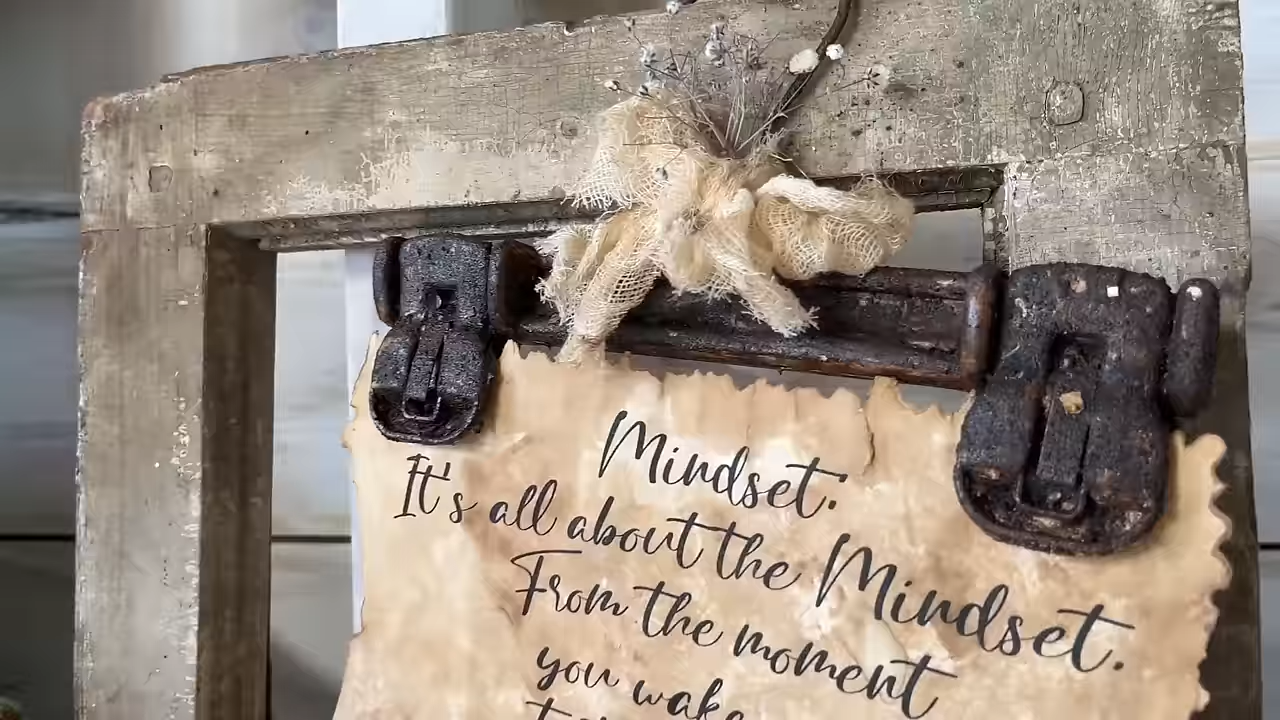 Mindset:
It's all about the Mindset.
From the moment
you wake